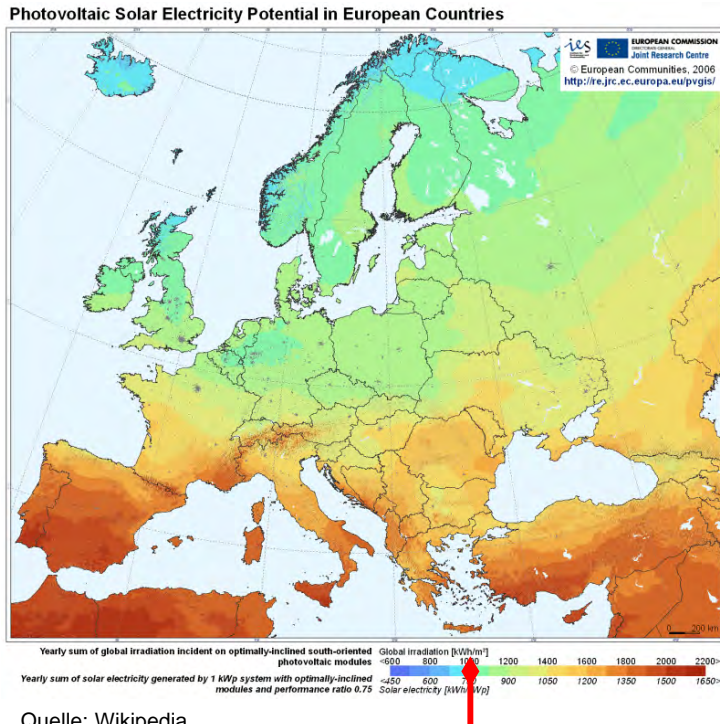 Photovoltaic Solar Electricity Potential in European Countries
ies
EUROPEAN COMMISSION
DIRECTORATE-GENERAL
Joint Research Centre
© European Communities, 2006
http://re.jrc.ec.europa.eu/pvgis/
0 200 km
Yearly sum of global irradiation incident on optimally-inclined south-oriented
photovoltaic modules
Global irradiation [kWh/m²]
<600 800 1200 1400 1600 1800 2000 2200>
Yearly sum of solar electricity generated by 1 kWp system with optimally-inclined
modules and performance ratio 0.75
<450 600 900 1050 1200 1350 1500 1650>
Solar electricity
Quelle: Wikipedia